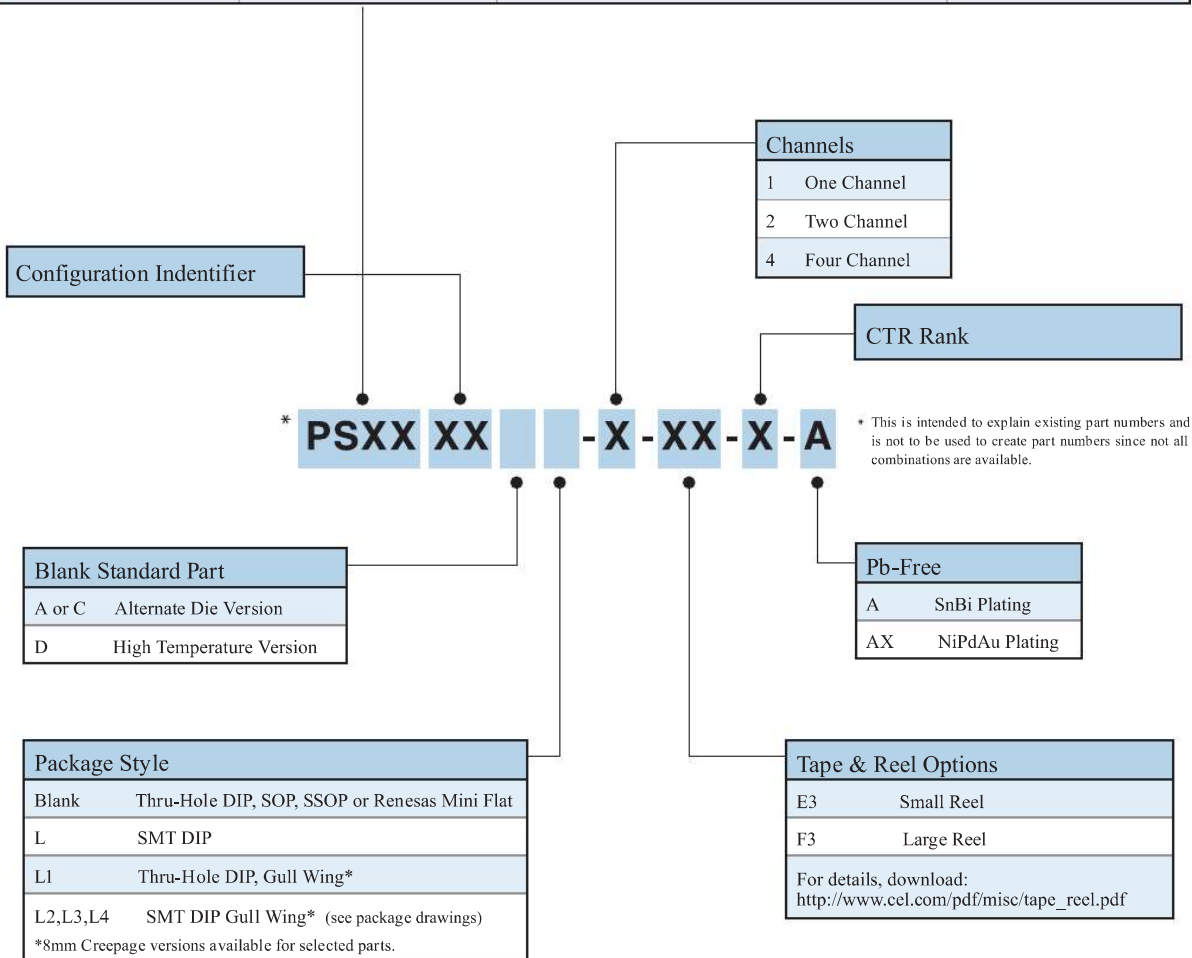 Channels
1 One Channel
2 Two Channel
4 Four Channel
Configuration Indentifier
CTR Rank
* PSXX XX -X-XX-X-A
* This is intended to explain existing part numbers and
is not to be used to create part numbers since not all
combinations are available.
Blank Standard Part
A or C Alternate Die Version
D High Temperature Version
Pb-Free
A SnBi Plating
AX NiPdAu Plating
Package Style
Blank Thru-Hole DIP, SOP, SSOP or Renesas Mini Flat
L SMT DIP
L1 Thru-Hole DIP, Gull Wing*
L2,L3,L4 SMT DIP Gull Wing* (see package drawings)
*8mm Creepage versions available for selected parts.
Tape & Reel Options
E3 Small Reel
F3 Large Reel
For details, download:
http://www.cel.com/pdf/misc/tape_reel.pdf